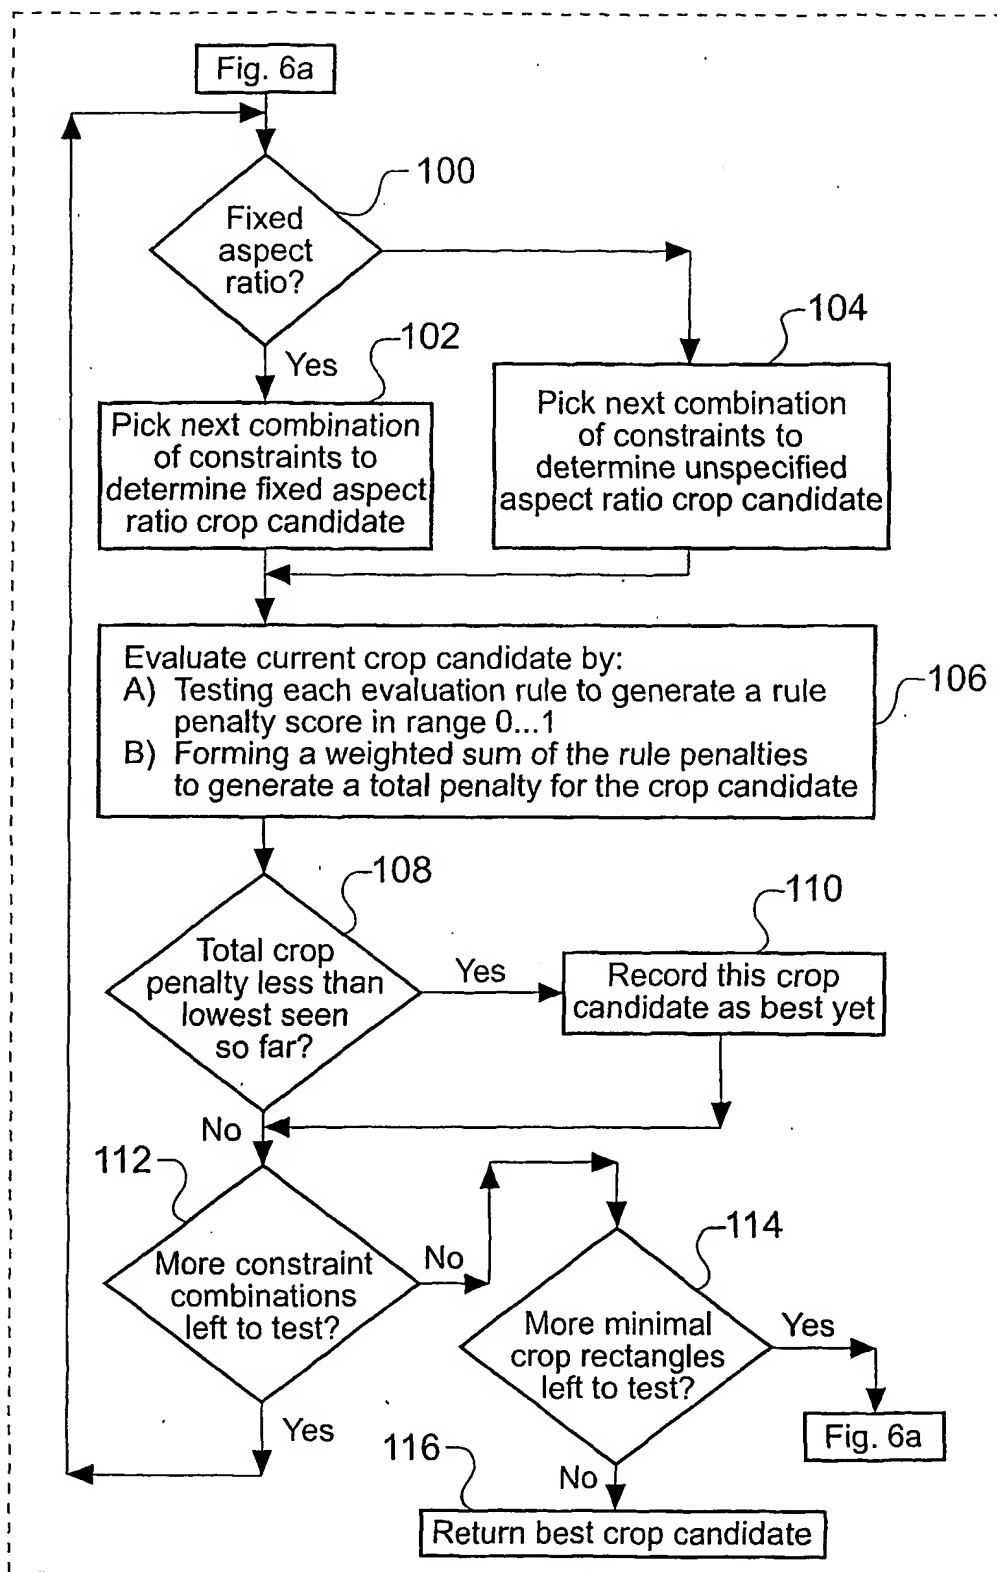 Fig. 6a
100
Fixed
aspect
ratio?
Yes
102
Pick next combination
of constraints to
determine fixed aspect
ratio crop candidate
104
Pick next combination
of constraints to
determine unspecified
aspect ratio crop candidate
Evaluate current crop candidate by:
A) Testing each evaluation rule to generate a rule
penalty score in range 0...1
B) Forming a weighted sum of the rule penalties
to generate a total penalty for the crop candidate
106
108
Total crop
penalty less than
lowest seen
so far?
Yes
110
Record this crop
candidate as best yet
No
112
More constraint
combinations
left to test?
No
Yes
114
More minimal
crop rectangles
left to test?
Yes
Fig. 6a
No
116
Return best crop candidate